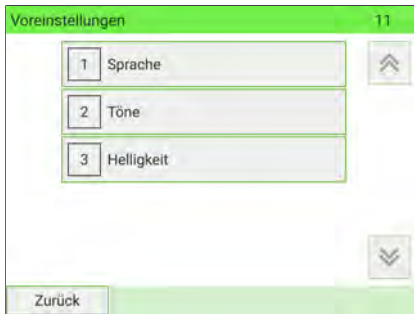 Voreinstellungen 11
1 Sprache
2 Töne
3 Helligkeit
Zurück